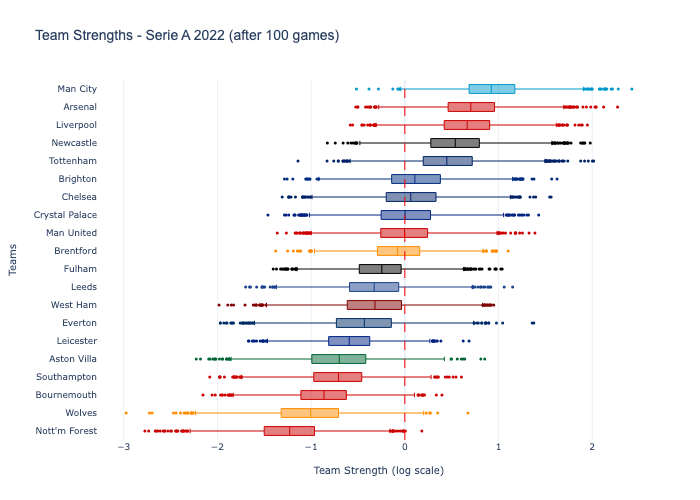 Team Strengths - Serie A 2022 (after 100 games)
Man City
Arsenal
Liverpool
Newcastle
Tottenham
Brighton
Chelsea
Crystal Palace
Man United
Brentford
Fulham
Leeds
West Ham
Everton
Leicester
Aston Villa
Southampton
Bournemouth
Wolves
Nott'm Forest
Teams
−3 −2 −1 0 1 2
Team Strength (log scale)